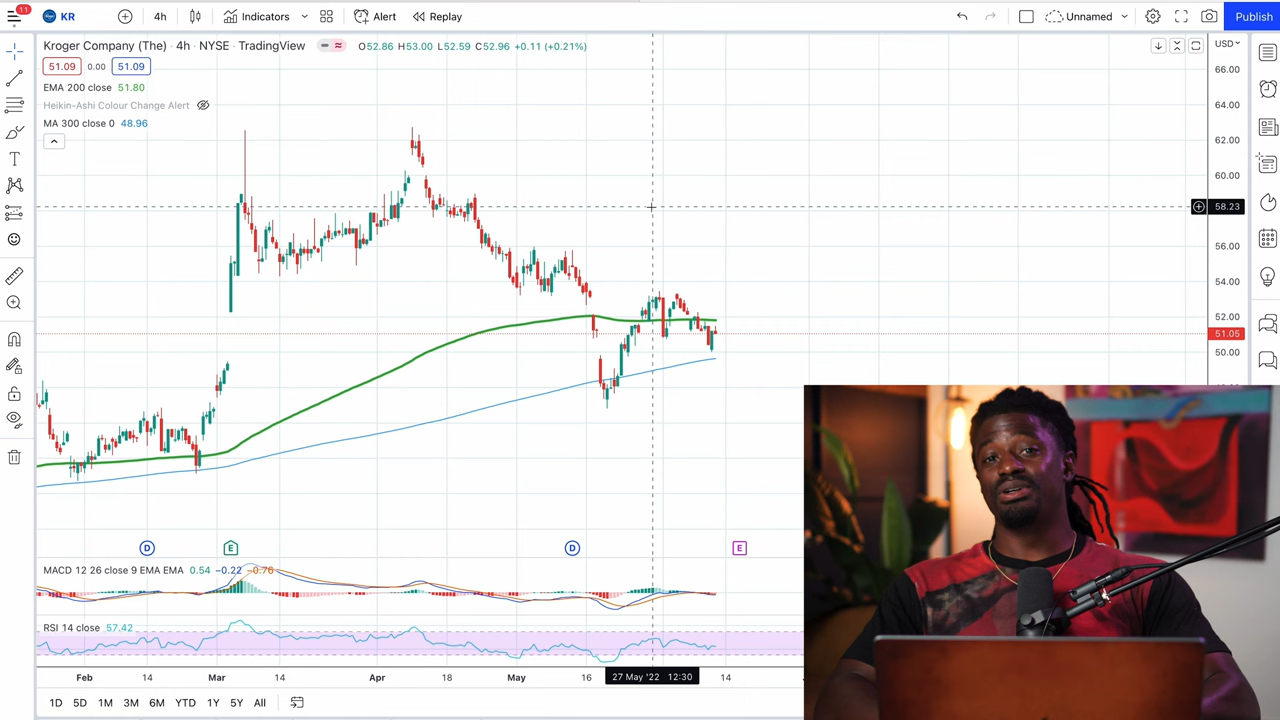 11
KR
4h
Indicators
Alert
Replay
Unnamed
Publish
Kroger Company (The) · 4h · NYSE · TradingView
O52.86 H53.00 L52.59 C52.96 +0.11 (+0.21%)
USD
51.09 0.00 51.09
EMA 200 close 51.80
Heikin-Ashi Colour Change Alert
MA 300 close 0 48.96
66.00
64.00
62.00
60.00
58.23
56.00
54.00
52.00
51.05
50.00
D
E
D
E
MACD 12 26 close 9 EMA EMA 0.54 −0.22 −0.76
RSI 14 close 57.42
Feb 14 Mar 14 Apr 18 May 16 27 May '22 12:30 14
1D 5D 1M 3M 6M YTD 1Y 5Y All